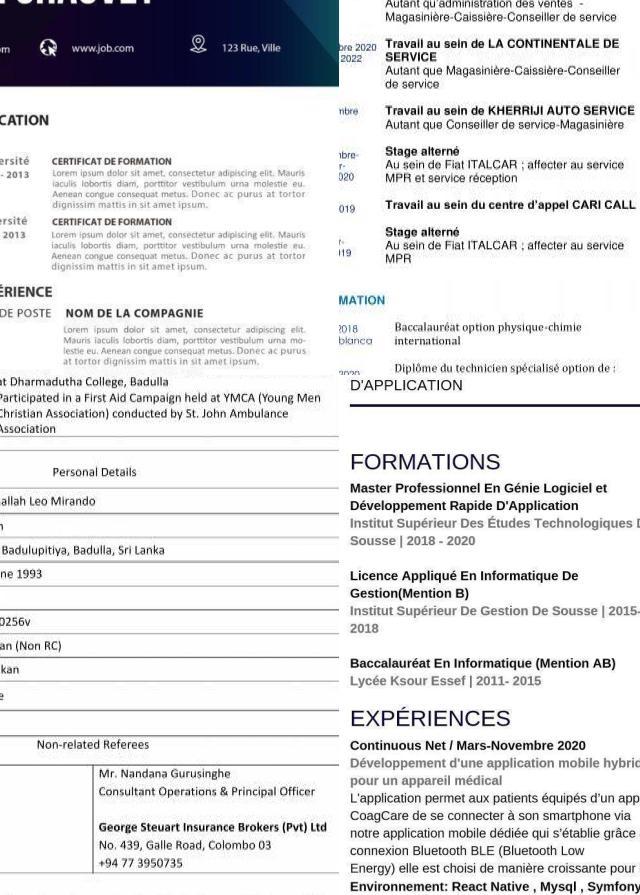 www.job.com
123 Rue, Ville
CERTIFICAT DE FORMATION
- 2013
Lorem ipsum dolor sit amet, consectetur adipiscing elit. Mauris
iaculis lobortis diam, porttitor vestibulum urna molestie eu.
Aenean congue consequat metus. Donec ac purus at tortor
dignissim mattis in sit amet ipsum.
CERTIFICAT DE FORMATION
2013
Lorem ipsum dolor sit amet, consectetur adipiscing elit. Mauris
iaculis lobortis diam, porttitor vestibulum urna molestie eu.
Aenean congue consequat metus. Donec ac purus at tortor
dignissim mattis in sit amet ipsum.
DE POSTE NOM DE LA COMPAGNIE
Lorem ipsum dolor sit amet, consectetur adipiscing elit.
Mauris iaculis lobortis diam, porttitor vestibulum urna mo-
lestie eu. Aenean congue consequat metus. Donec ac purus
at tortor dignissim mattis in sit amet ipsum.
Autant qu'administration des ventes -
Magasinière-Caissière-Conseiller de service
2020
2022
Travail au sein de LA CONTINENTALE DE
SERVICE
Autant que Magasinière-Caissière-Conseiller
de service
Travail au sein de KHERRIJI AUTO SERVICE
Autant que Conseiller de service-Magasinière
Stage alterné
Au sein de Fiat ITALCAR ; affecter au service
MPR et service réception
Travail au sein du centre d'appel CARI CALL
Stage alterné
Au sein de Fiat ITALCAR ; affecter au service
MPR
MATION
2018
blanca
Baccalauréat option physique-chimie
international
Diplôme du technicien spécialisé option de :
at Dharmadutha College, Badulla
Participated in a First Aid Campaign held at YMCA (Young Men
Christian Association) conducted by St. John Ambulance
Association
Personal Details
allah Leo Mirando
Badulupitiya, Badulla, Sri Lanka
ne 1993
0256v
an (Non RC)
kan
Non-related Referees
Mr. Nandana Gurusinghe
Consultant Operations & Principal Officer
George Steuart Insurance Brokers (Pvt) Ltd
No. 439, Galle Road, Colombo 03
+94 77 3950735
D'APPLICATION
FORMATIONS
Master Professionnel En Génie Logiciel et
Développement Rapide D'Application
Institut Supérieur Des Études Technologiques
Sousse | 2018 - 2020
Licence Appliqué En Informatique De
Gestion(Mention B)
Institut Supérieur De Gestion De Sousse | 2015-
2018
Baccalauréat En Informatique (Mention AB)
Lycée Ksour Essef | 2011- 2015
EXPÉRIENCES
Continuous Net / Mars-Novembre 2020
Développement d'une application mobile hybrid
pour un appareil médical
L'application permet aux patients équipés d'un app
CoagCare de se connecter à son smartphone via
notre application mobile dédiée qui s'établie grâce
connexion Bluetooth BLE (Bluetooth Low
Energy) elle est choisi de manière croissante pour
Environnement: React Native , Mysql , Symfony